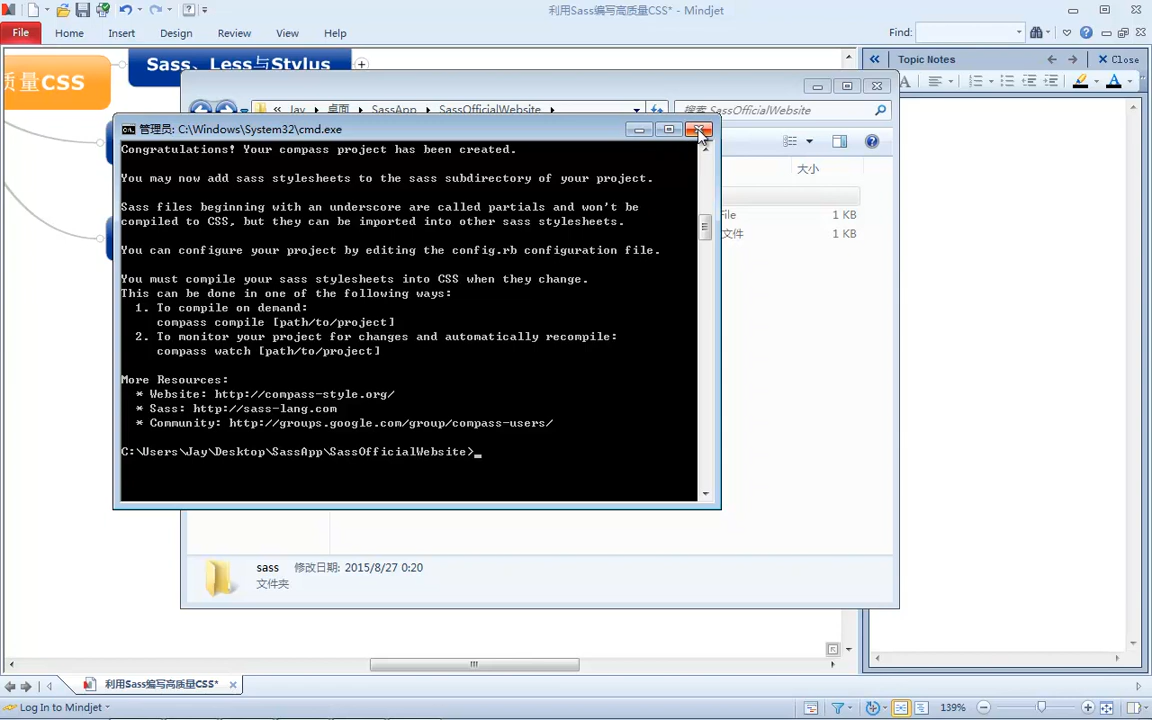 利用Sass编写高质量CSS* - Mindjet
File Home Insert Design Review View Help Find:
质量CSS
Sass、Less与Stylus
Topic Notes
Close
« Jay 桌面 SassApp SassOfficialWebsite
搜索 SassOfficialWebsite
大小
File 1 KB
文件 1 KB
管理员: C:\Windows\System32\cmd.exe
Congratulations! Your compass project has been created.
You may now add sass stylesheets to the sass subdirectory of your project.
Sass files beginning with an underscore are called partials and won't be
compiled to CSS, but they can be imported into other sass stylesheets.
You can configure your project by editing the config.rb configuration file.
You must compile your sass stylesheets into CSS when they change.
This can be done in one of the following ways:
1. To compile on demand:
compass compile [path/to/project]
2. To monitor your project for changes and automatically recompile:
compass watch [path/to/project]
More Resources:
* Website: http://compass-style.org/
* Sass: http://sass-lang.com
* Community: http://groups.google.com/group/compass-users/
C:\Users\Jay\Desktop\SassApp\SassOfficialWebsite>_
sass 修改日期: 2015/8/27 0:20
文件夹
利用Sass编写高质量CSS*
Log In to Mindjet
139%